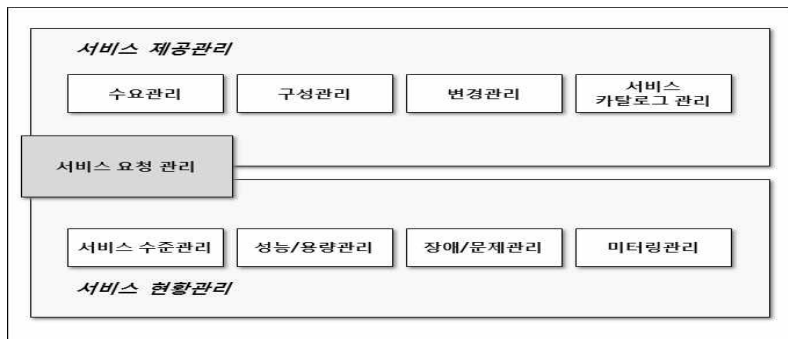 서비스 제공관리
수요관리
구성관리
변경관리
서비스
카탈로그 관리
서비스 요청 관리
서비스 수준관리
성능/용량관리
장애/문제관리
미터링관리
서비스 현황관리